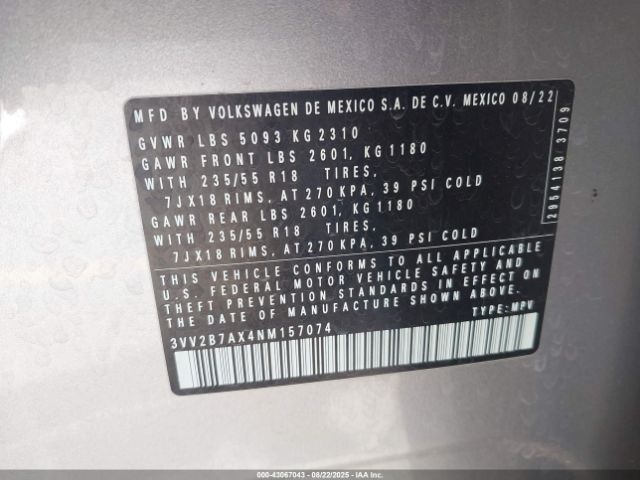 MFD BY VOLKSWAGEN DE MEXICO S.A. DE C.V. MEXICO 08/22
GVWR LBS 5093 KG 2310
GAWR FRONT LBS 2601, KG 1180
WITH 235/55 R18 TIRES,
7JX18 RIMS, AT 270 KPA, 39 PSI COLD
GAWR REAR LBS 2601, KG 1180
WITH 235/55 R18 TIRES,
7JX18 RIMS, AT 270 KPA, 39 PSI COLD
THIS VEHICLE CONFORMS TO ALL APPLICABLE
U.S. FEDERAL MOTOR VEHICLE SAFETY AND
THEFT PREVENTION STANDARDS IN EFFECT ON
THE DATE OF MANUFACTURE SHOWN ABOVE.
3VV2B7AX4NM157074 TYPE: MPV
2954138 3709
000-43067043 - 08/22/2025 - IAA Inc.